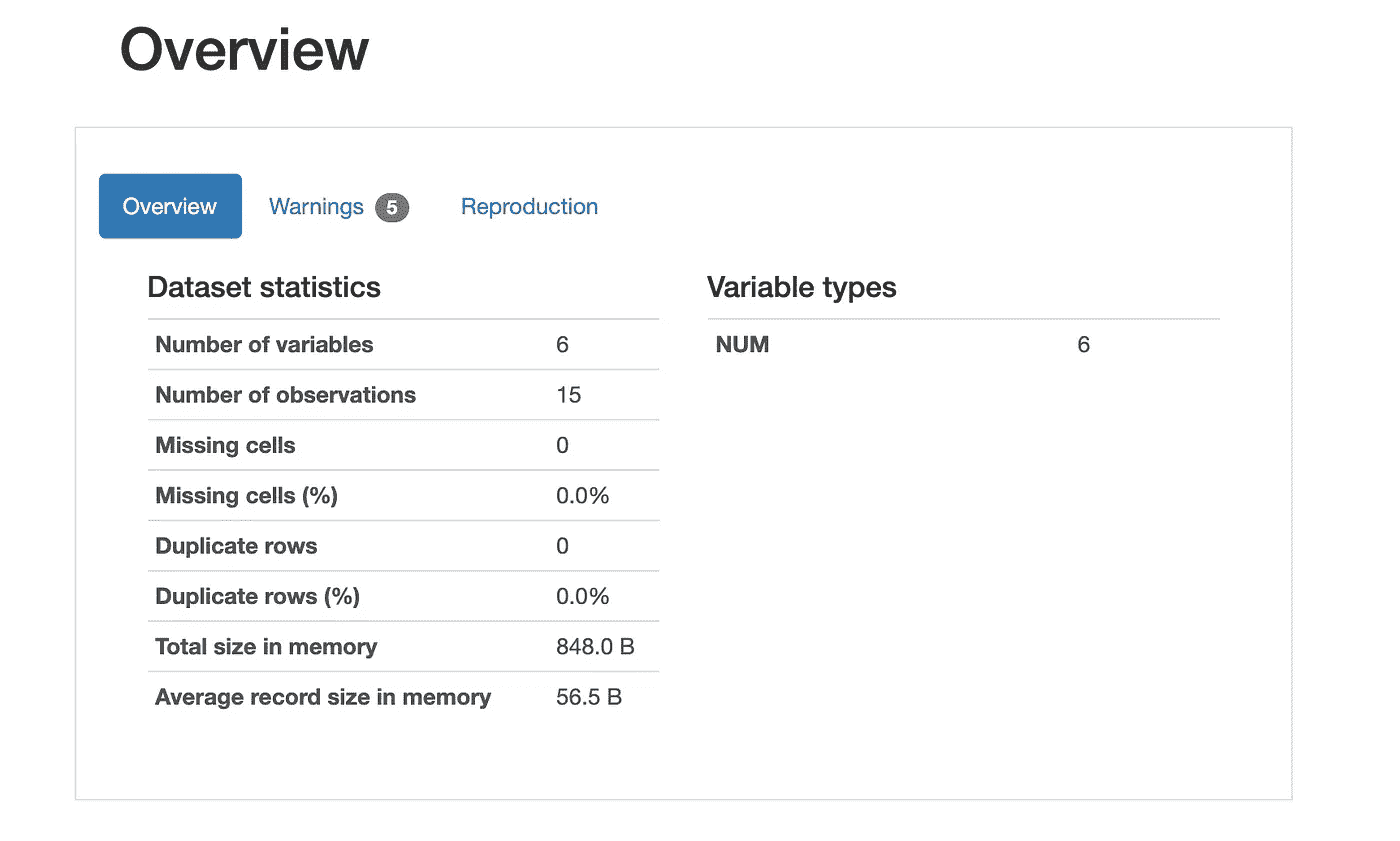 Overview
Overview Warnings 5 Reproduction
Dataset statistics
Number of variables 6
Number of observations 15
Missing cells 0
Missing cells (%) 0.0%
Duplicate rows 0
Duplicate rows (%) 0.0%
Total size in memory 848.0 B
Average record size in memory 56.5 B
Variable types
NUM 6